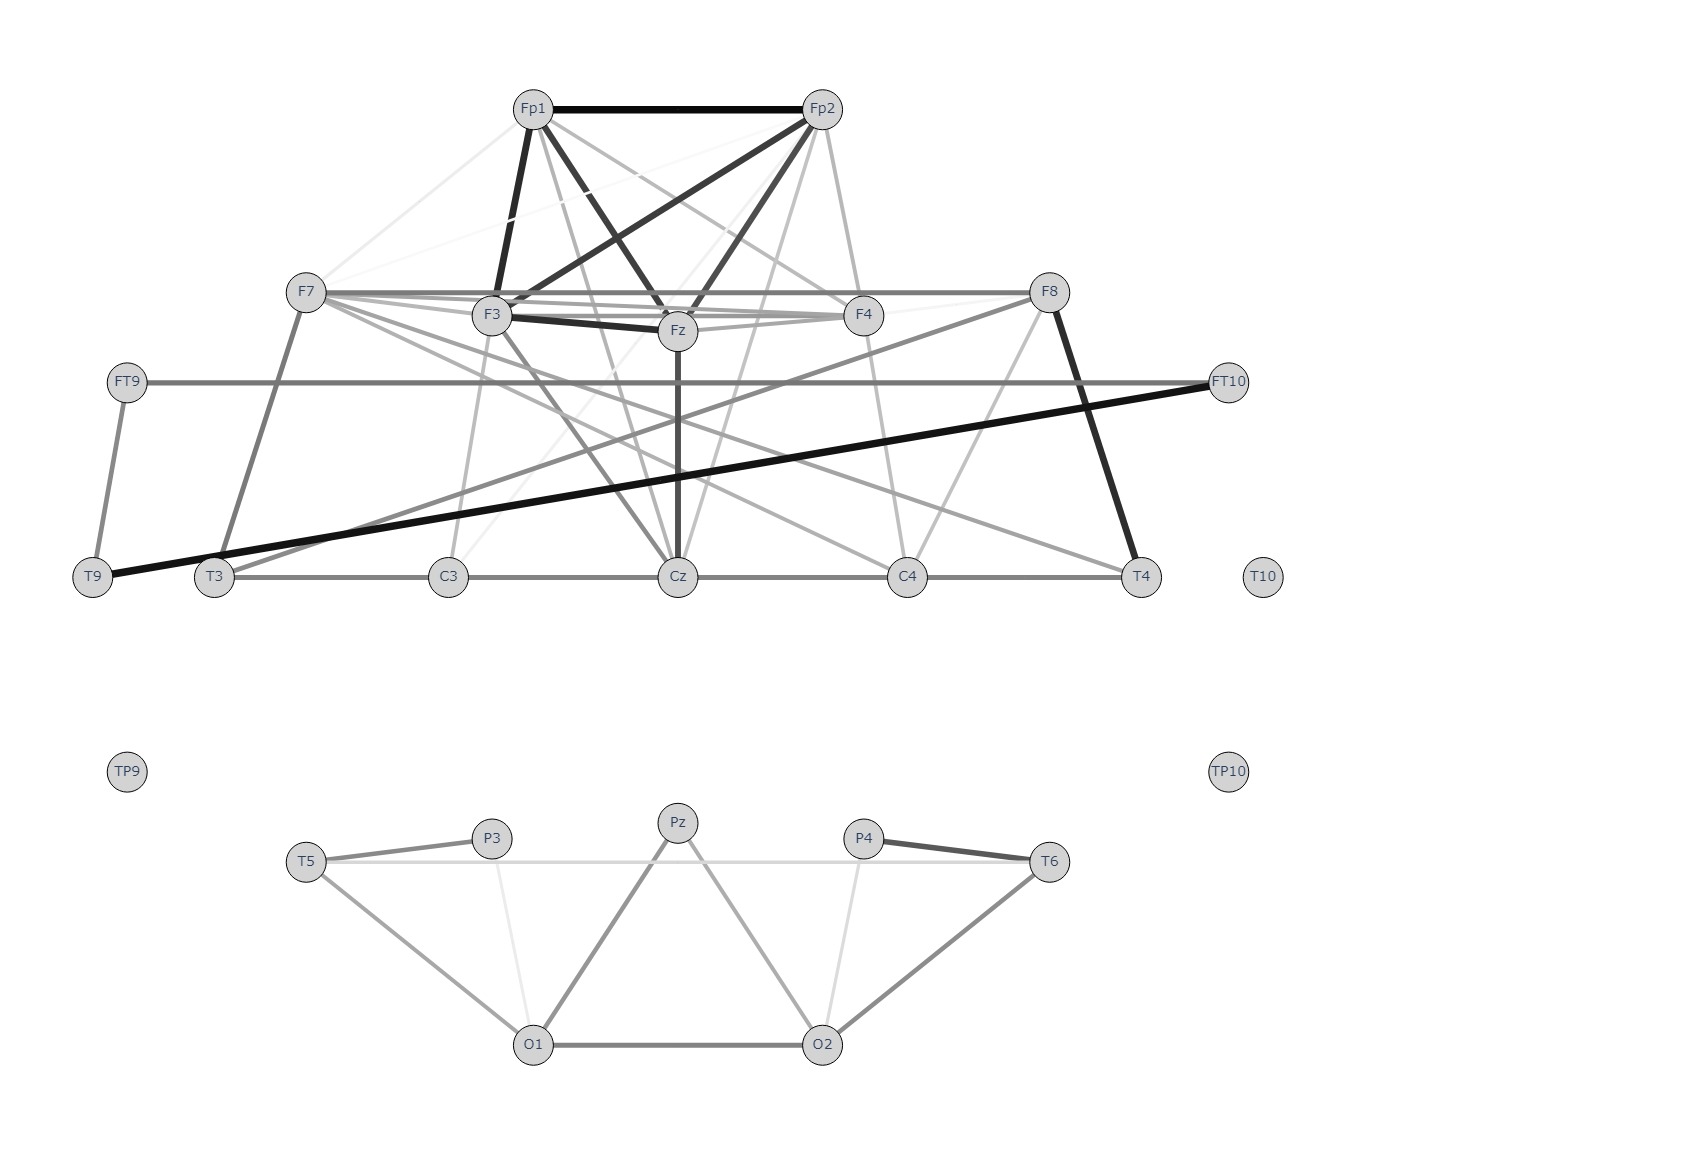 Fp1 Fp2
F7 F8
F3 Fz F4
FT9 FT10
T9 T3 C3 Cz C4 T4 T10
TP9 TP10
Pz
P3 P4
T5 T6
O1 O2